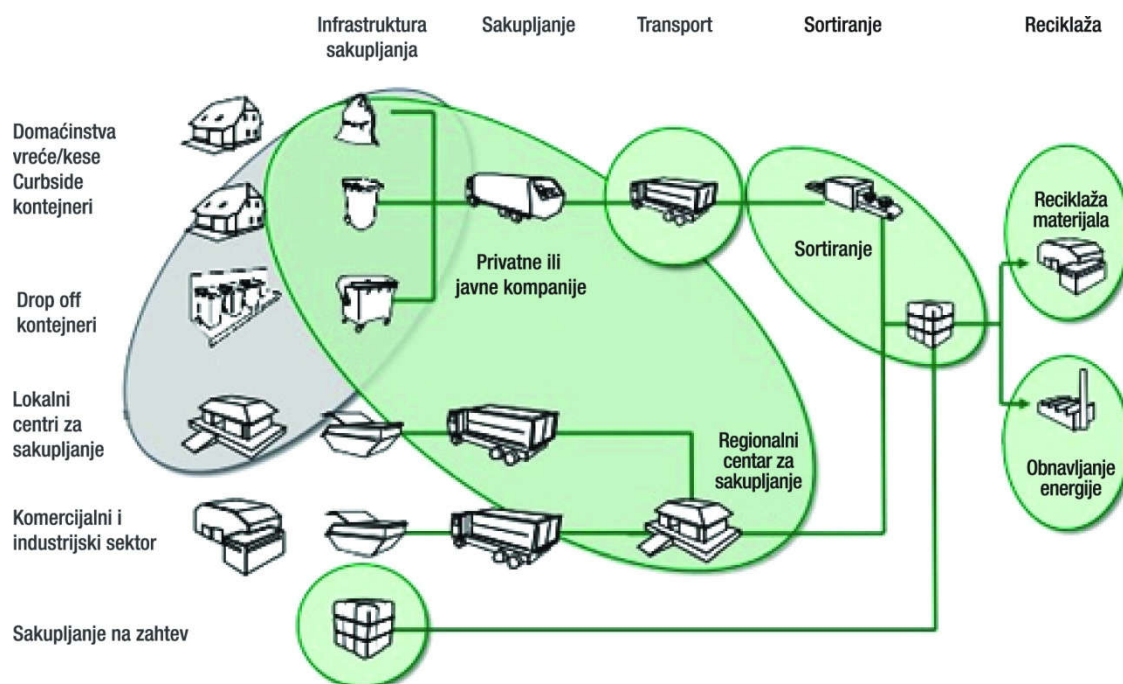 Infrastruktura
sakupljanja
Sakupljanje
Transport
Sortiranje
Reciklaža
Domaćinstva
vreće/kese
Curbside
kontejneri
Privatne ili
javne kompanije
Sortiranje
Reciklaža
materijala
Drop off
kontejneri
Lokalni
centri za
sakupljanje
Regionalni
centar za
sakupljanje
Obnavljanje
energije
Komercijalni i
industrijski sektor
Sakupljanje na zahtev